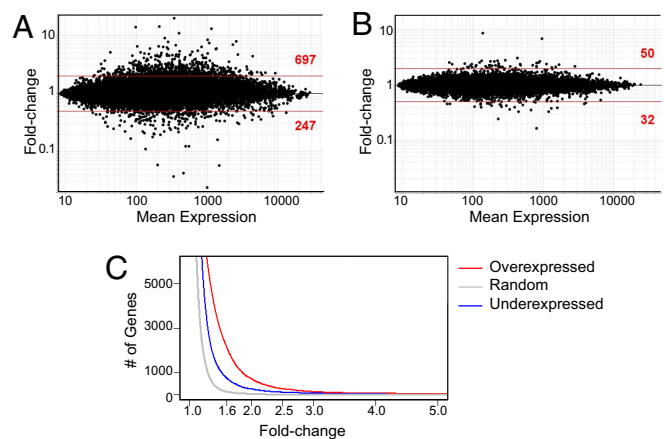 A
B
697
50
10
10
1
1
247
32
0.1
0.1
Fold-change
Fold-change
10 100 1000 10000
10 100 1000 10000
Mean Expression
Mean Expression
C
5000
3000
1000
0
# of Genes
1.0 1.6 2.0 2.5 3.0 4.0 5.0
Fold-change
Overexpressed
Random
Underexpressed